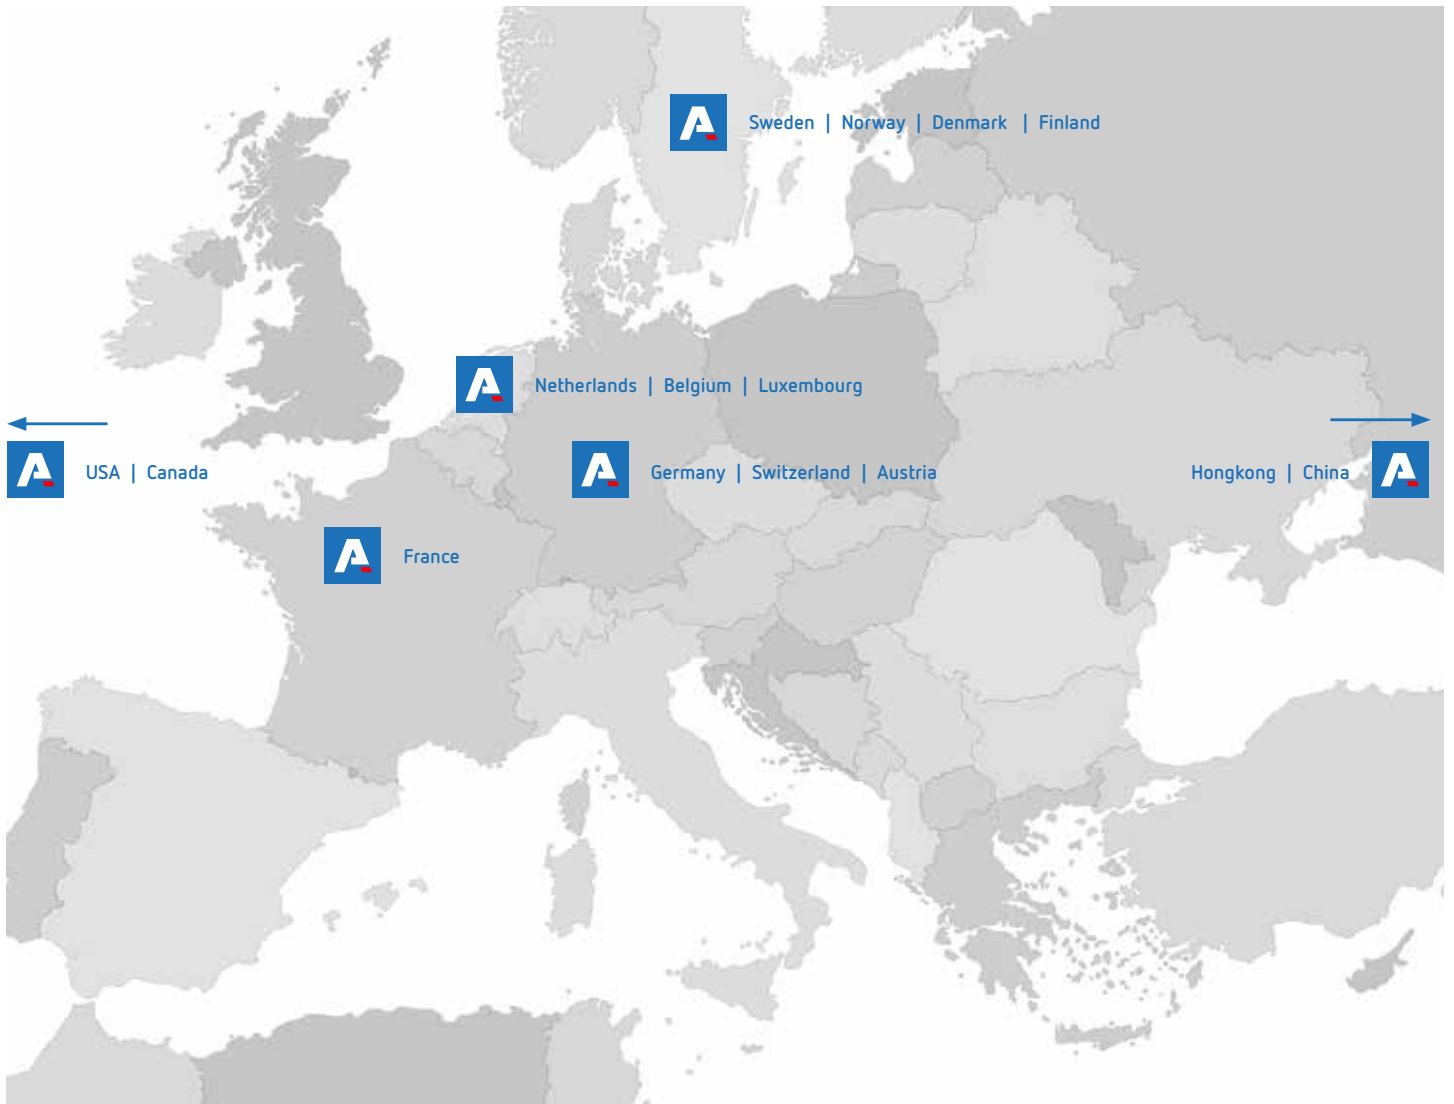 Sweden | Norway | Denmark | Finland
Netherlands | Belgium | Luxembourg
USA | Canada
Germany | Switzerland | Austria
Hongkong | China
France